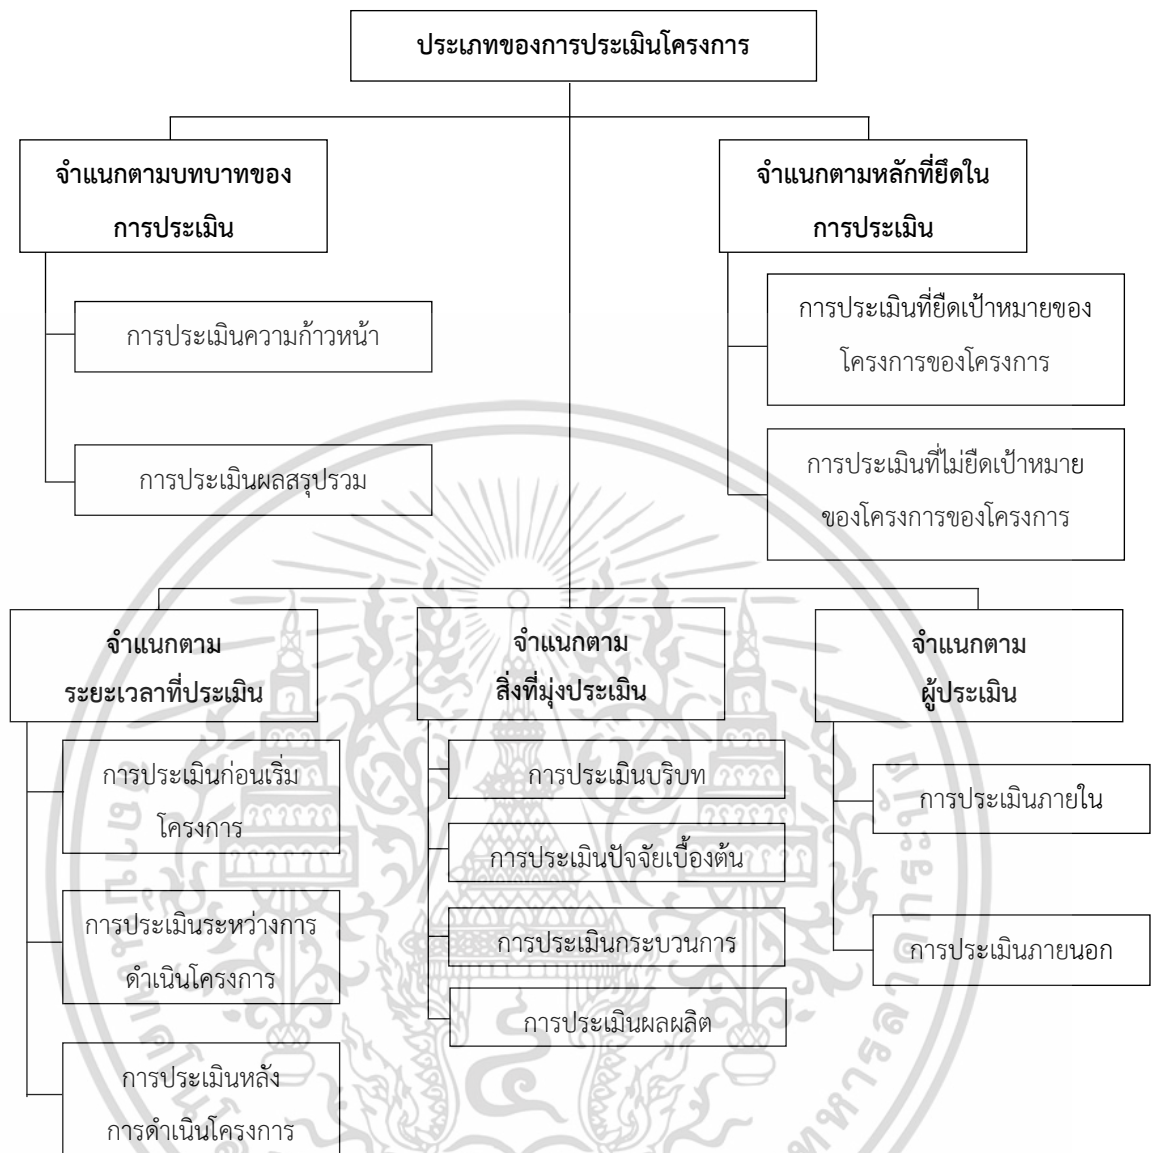 ประเภทของการประเมินโครงการ
จำแนกตามบทบาทของ
การประเมิน
การประเมินความก้าวหน้า
การประเมินผลสรุปรวม
จำแนกตามหลักที่ยึดใน
การประเมิน
การประเมินที่ยึดเป้าหมายของ
โครงการของโครงการ
การประเมินที่ไม่ยึดเป้าหมาย
ของโครงการของโครงการ
จำแนกตาม
ระยะเวลาที่ประเมิน
การประเมินก่อนเริ่ม
โครงการ
การประเมินระหว่างการ
ดำเนินโครงการ
การประเมินหลัง
การดำเนินโครงการ
จำแนกตาม
สิ่งที่มุ่งประเมิน
การประเมินบริบท
การประเมินปัจจัยเบื้องต้น
การประเมินกระบวนการ
การประเมินผลผลิต
จำแนกตาม
ผู้ประเมิน
การประเมินภายใน
การประเมินภายนอก